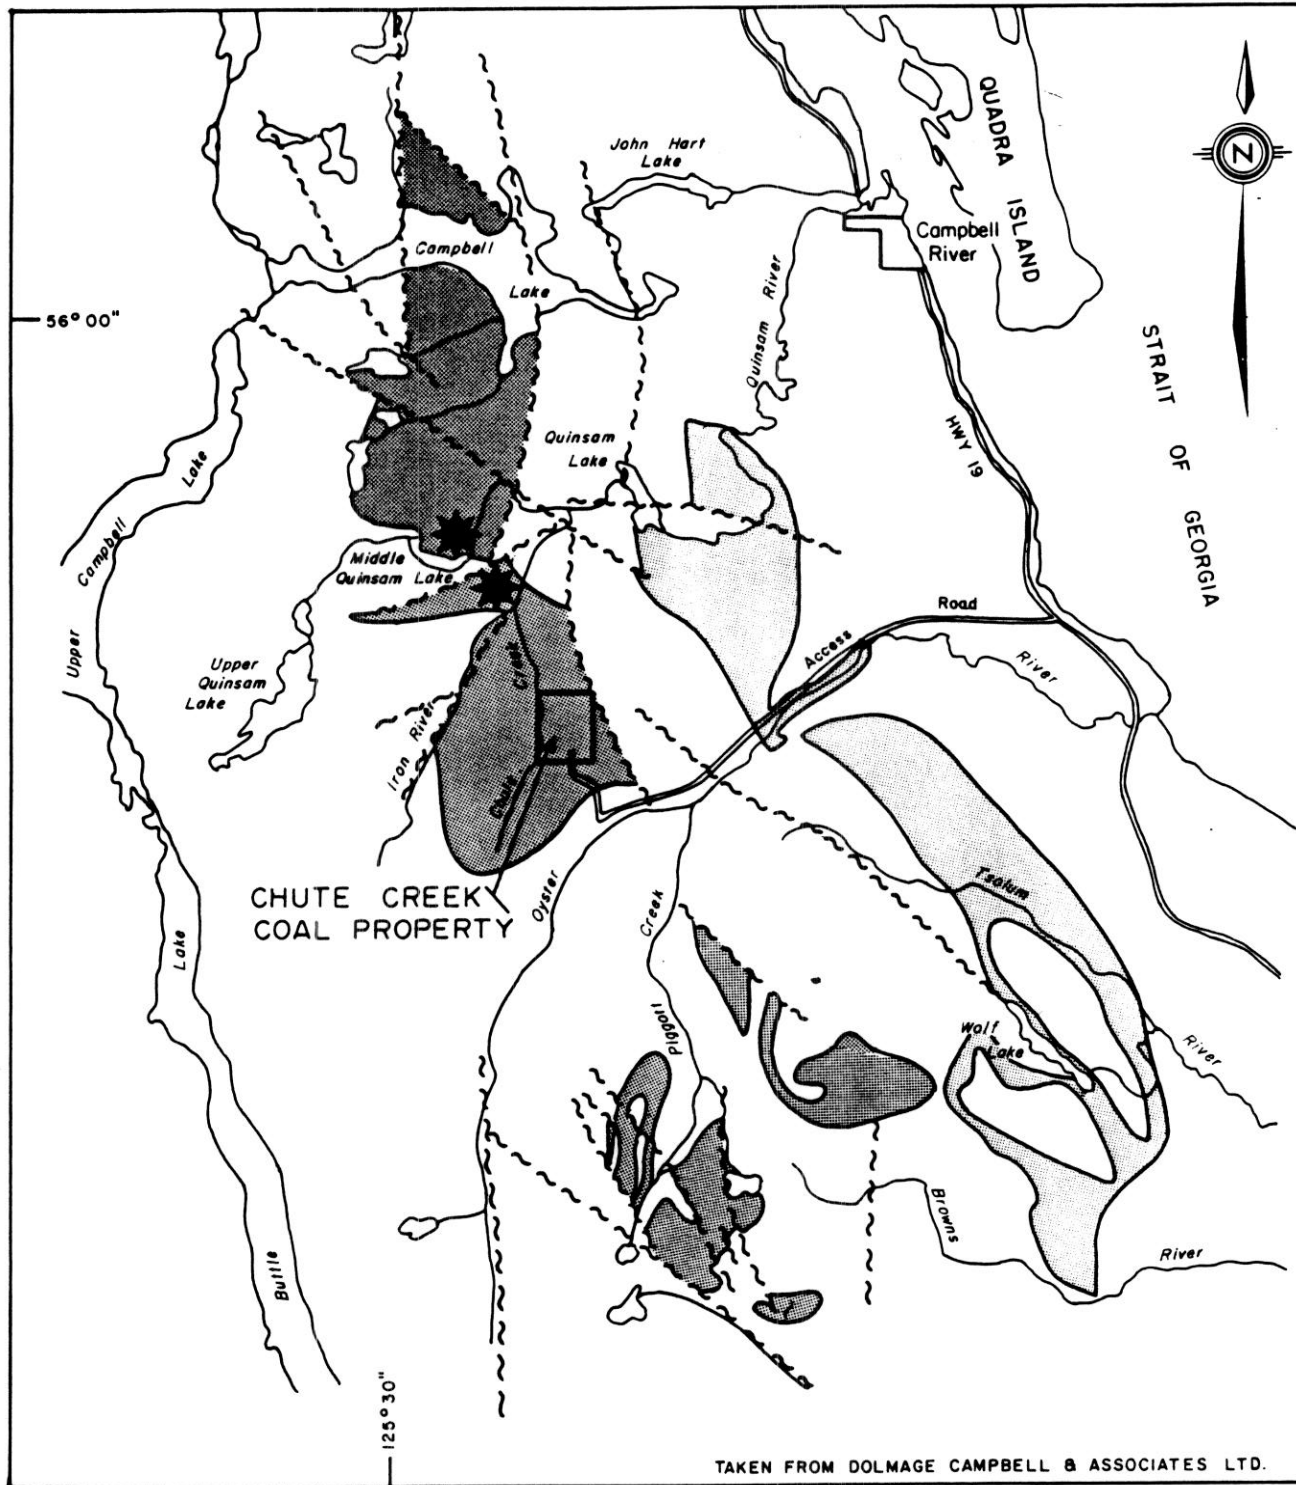 QUADRA
ISLAND
N
John Hart
Lake
Campbell
River
Campbell
Lake
56° 00"
Quinsam River
STRAIT OF GEORGIA
HWY 19
Quinsam
Lake
Upper Campbell Lake
Middle
Quinsam Lake
Access Road
River
Upper
Quinsam
Lake
Creek
Iron River
Chute
CHUTE CREEK
COAL PROPERTY
Oyster
Creek
Piggott
Tsolum
River
Wolf
Lake
Lake
Buttle
Browns
River
125° 30"
TAKEN FROM DOLMAGE CAMPBELL & ASSOCIATES LTD.